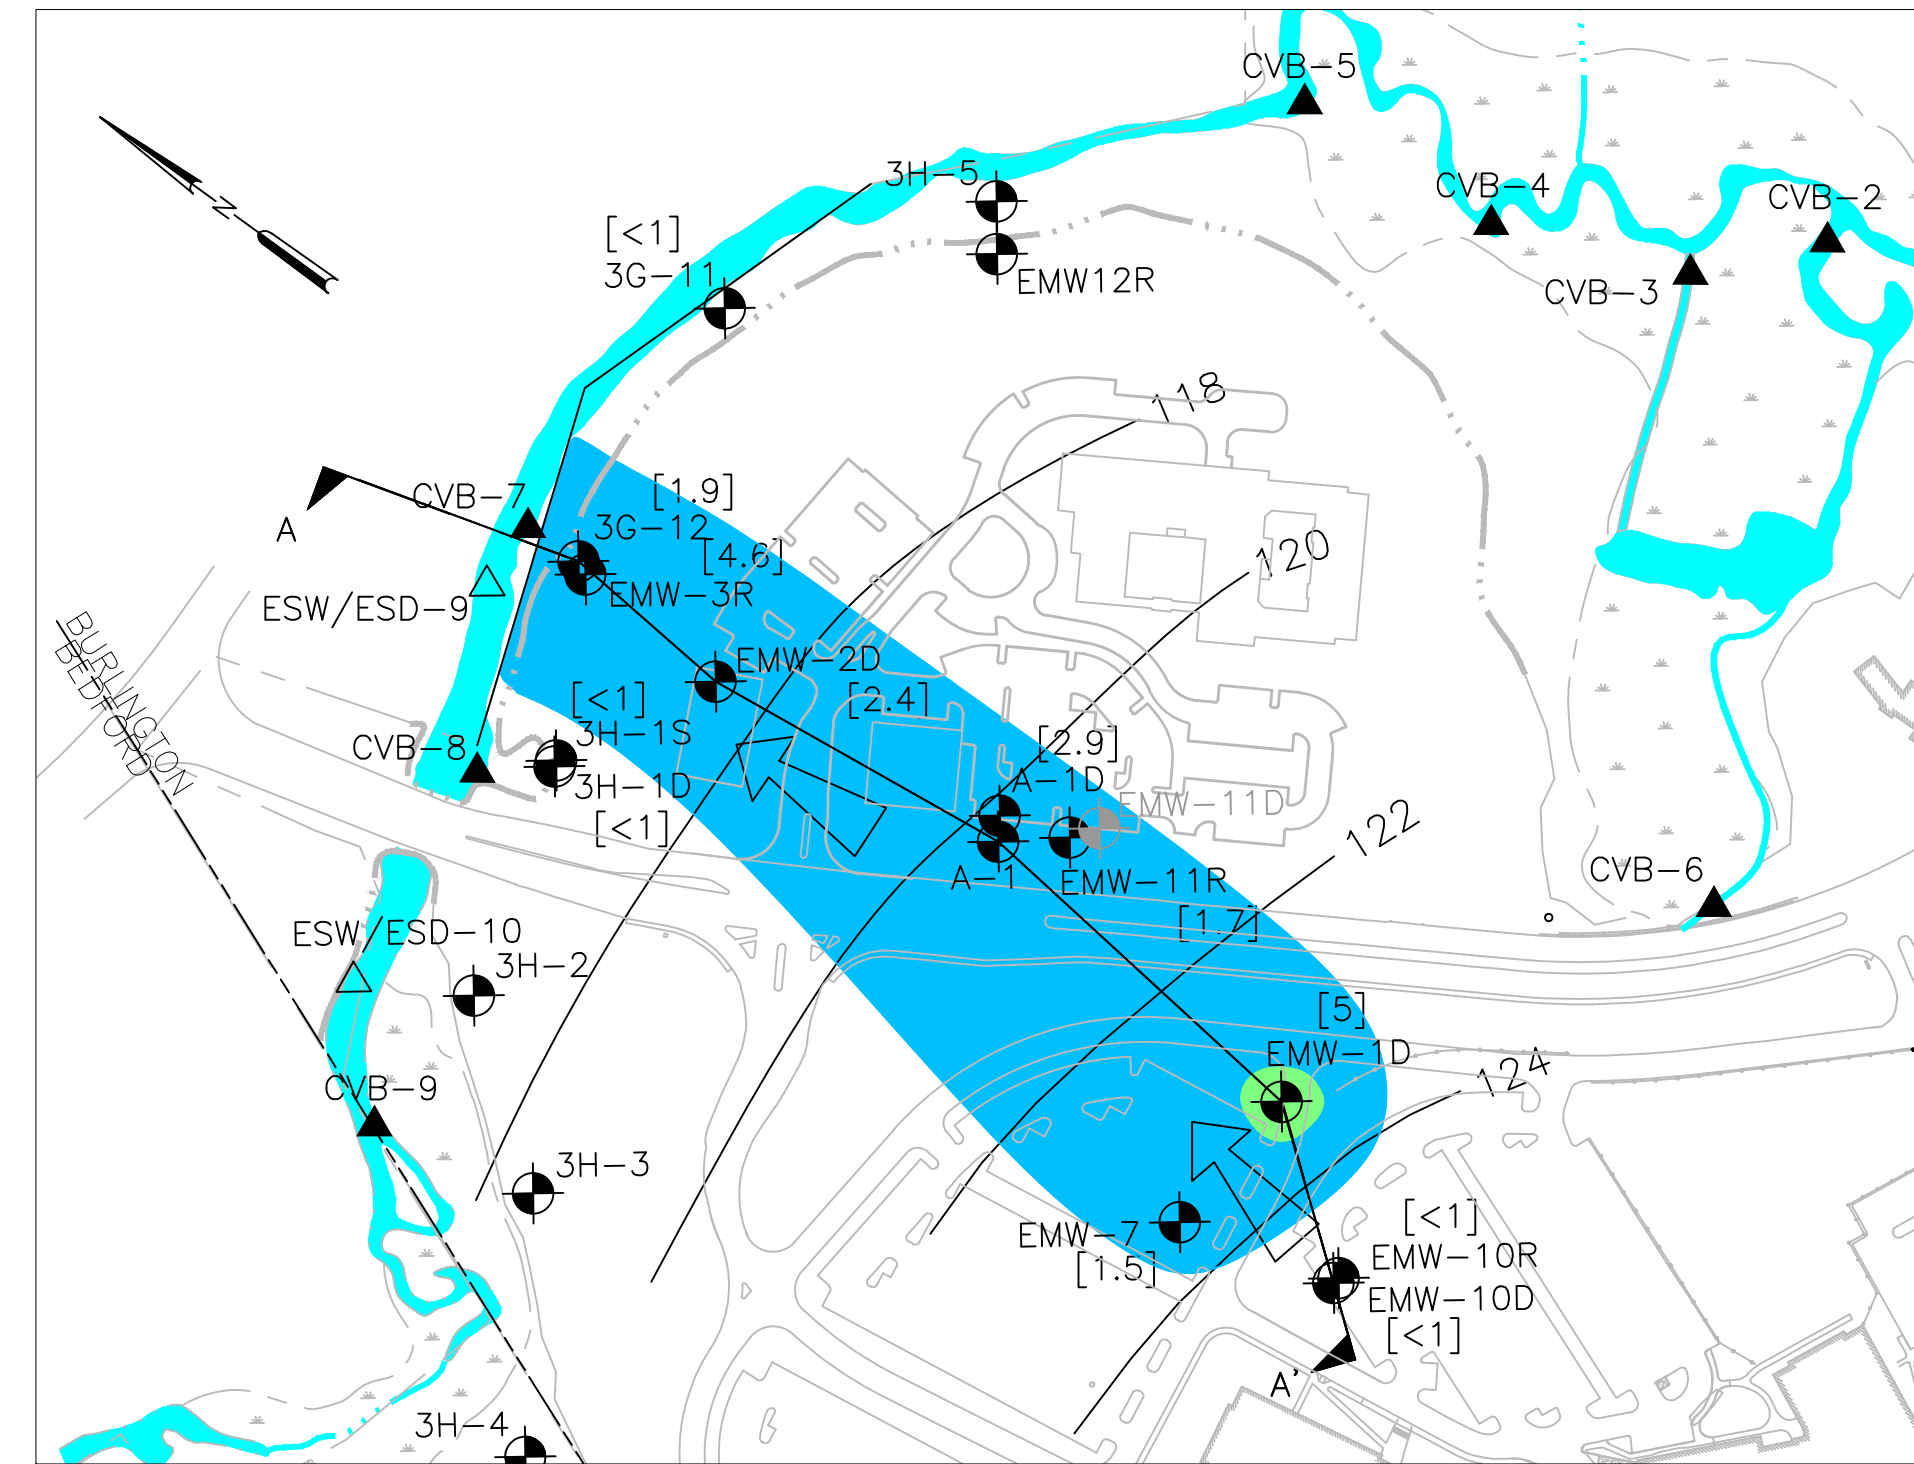 CVB-5
3H-5
CVB-4
CVB-2
N
[<1]
3G-11
EMW12R
CVB-3
118
CVB-7
[1.9]
3G-12
[4.6]
A
120
ESW/ESD-9
EMW-3R
BURLINGTON
BEDFORD
EMW-2D
[<1]
[2.4]
3H-1S
CVB-8
[2.9]
A-1D
3H-1D
EMW-11D
[<1]
122
A-1
EMW-11R
CVB-6
[1.7]
ESW/ESD-10
3H-2
[5]
EMW-1D
124
CVB-9
3H-3
[<1]
EMW-7
[1.5]
EMW-10R
EMW-10D
[<1]
A'
3H-4